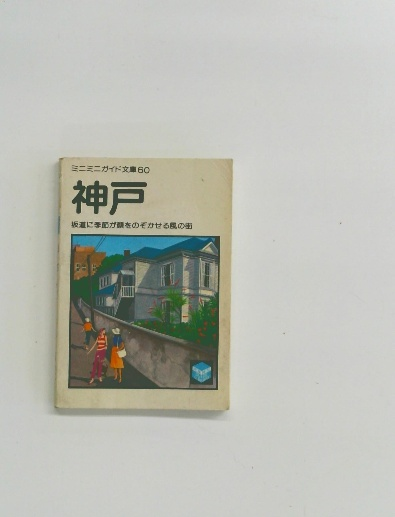 ミニミニガイド文庫60
神戸
坂道に季節が顔をのぞかせる風の街